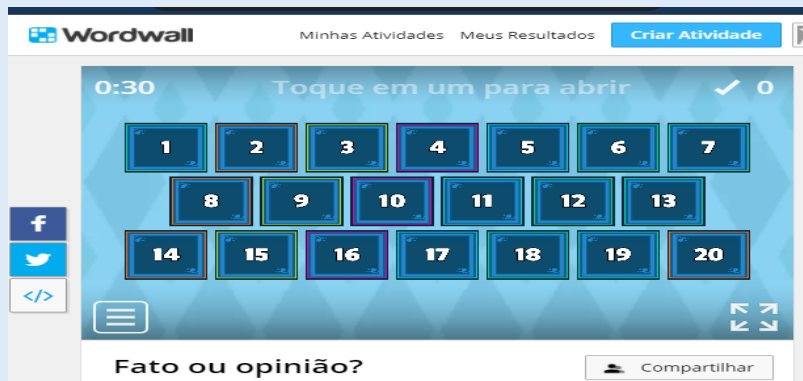 Wordwall Minhas Atividades Meus Resultados Criar Atividade
0:30 Toque em um para abrir 0
1 2 3 4 5 6 7
8 9 10 11 12 13
14 15 16 17 18 19 20
f
</>
Fato ou opinião? Compartilhar